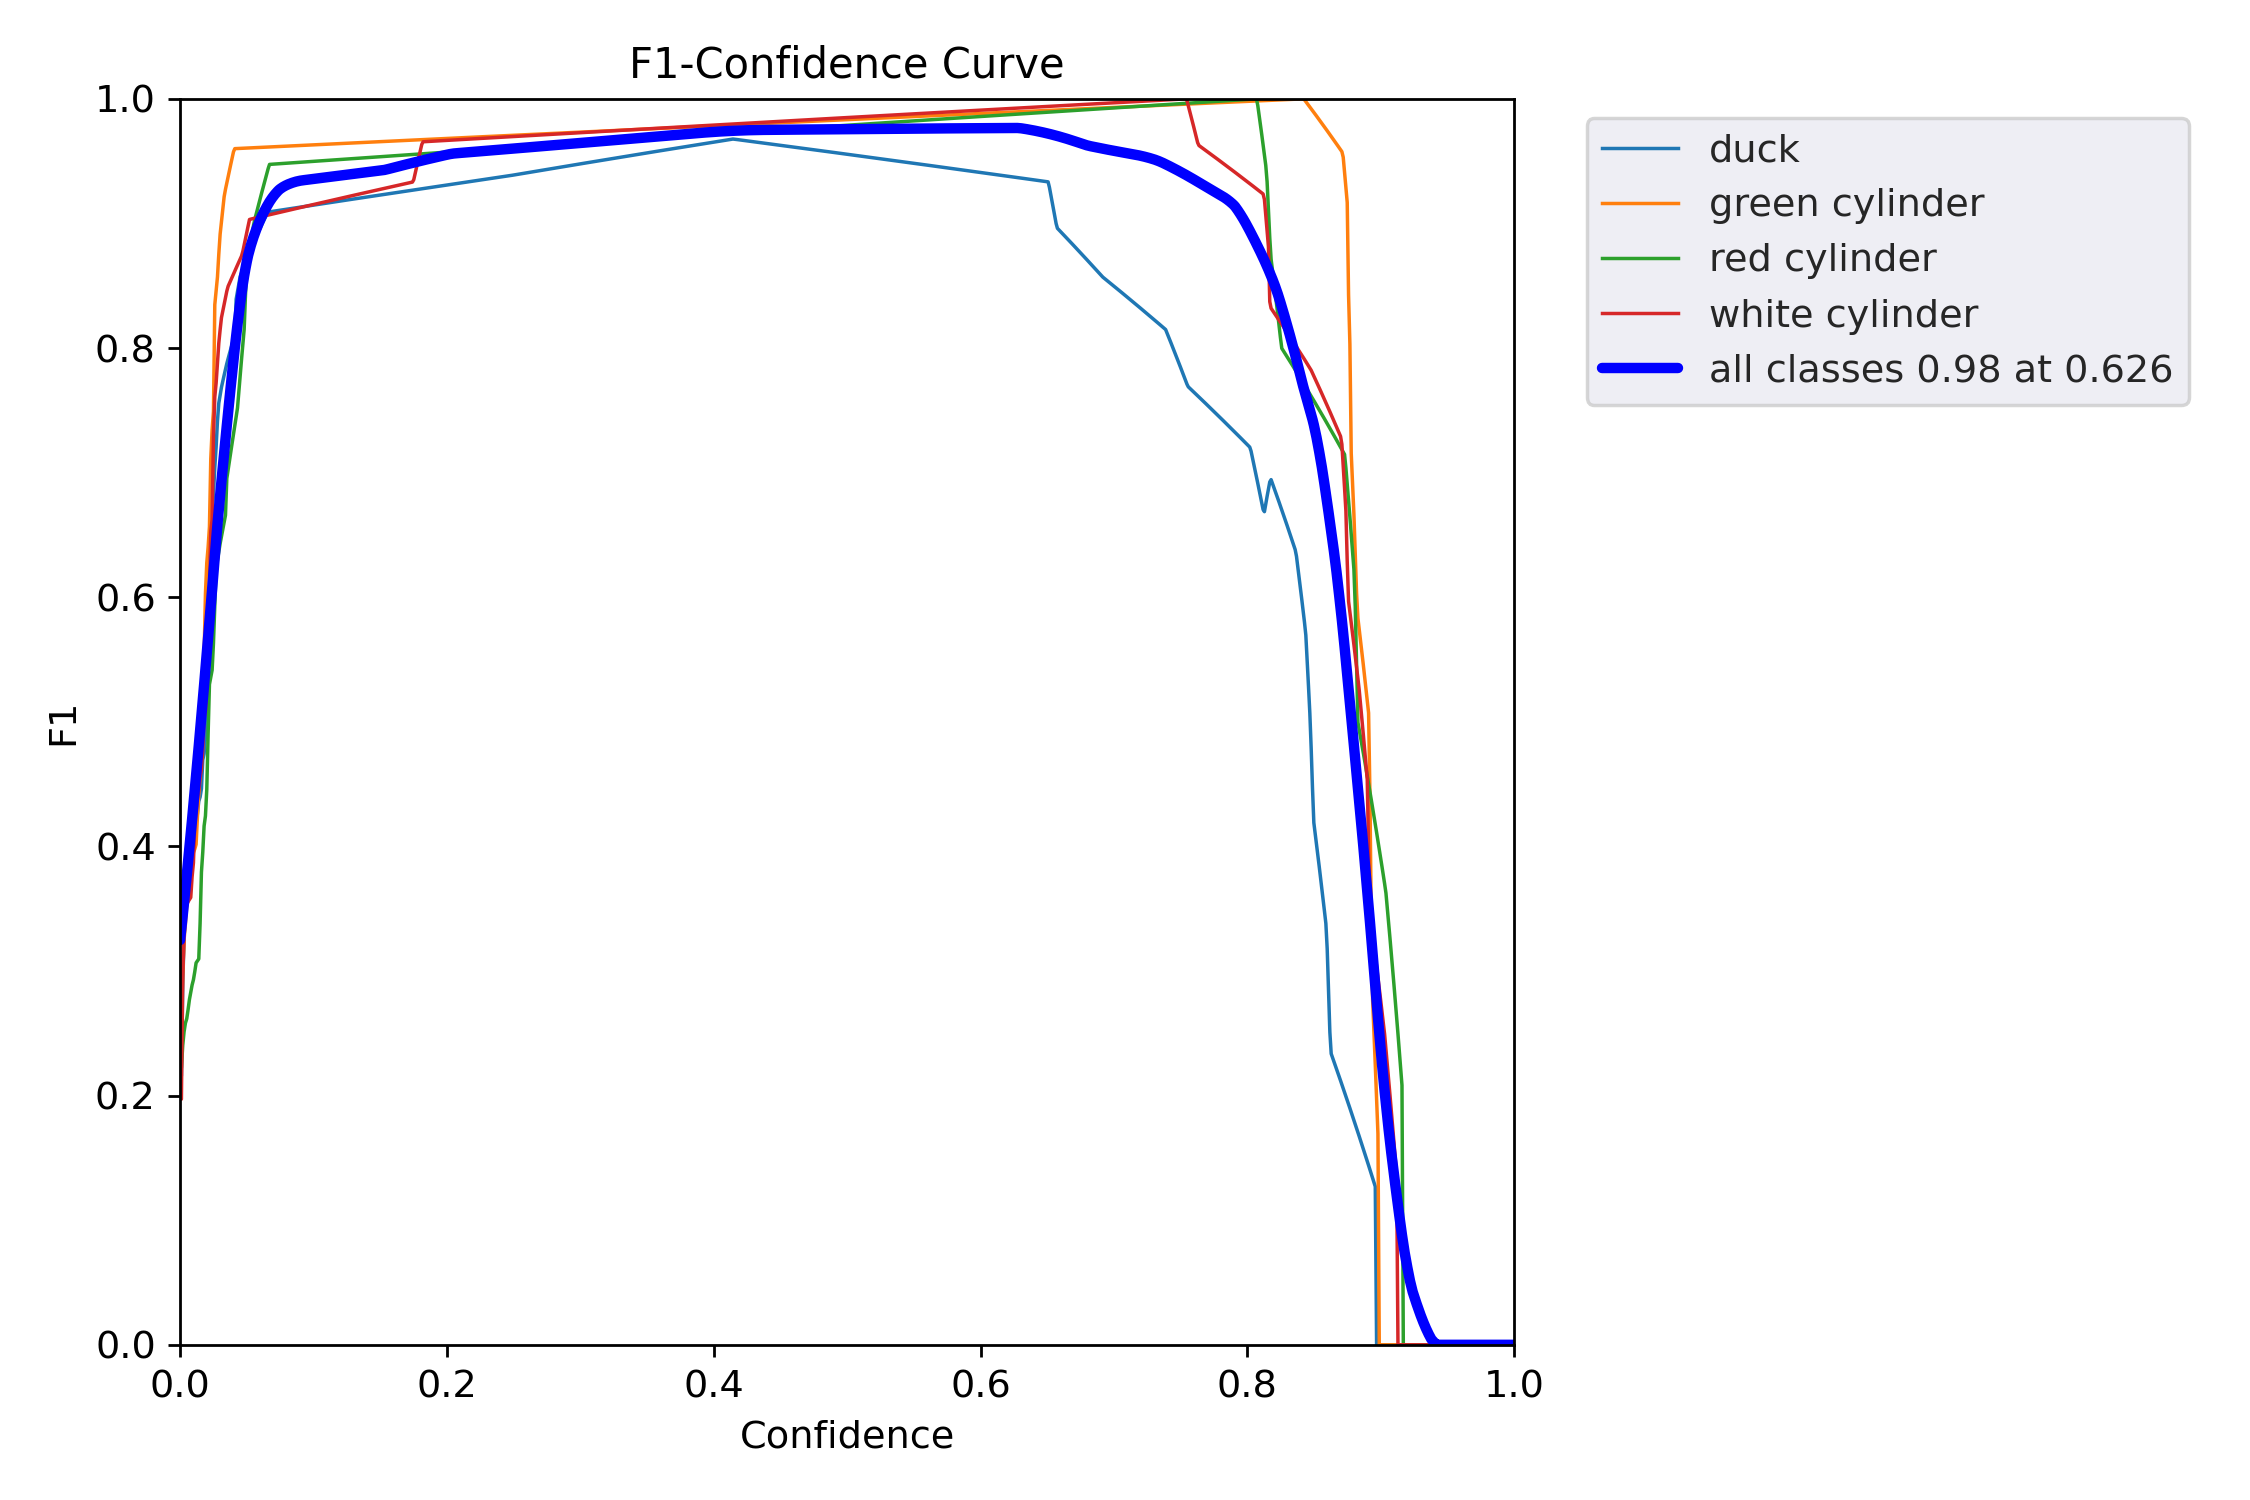 F1-Confidence Curve
1.0
0.8
0.6
0.4
0.2
0.0
F1
0.0 0.2 0.4 0.6 0.8 1.0
Confidence
duck
green cylinder
red cylinder
white cylinder
all classes 0.98 at 0.626